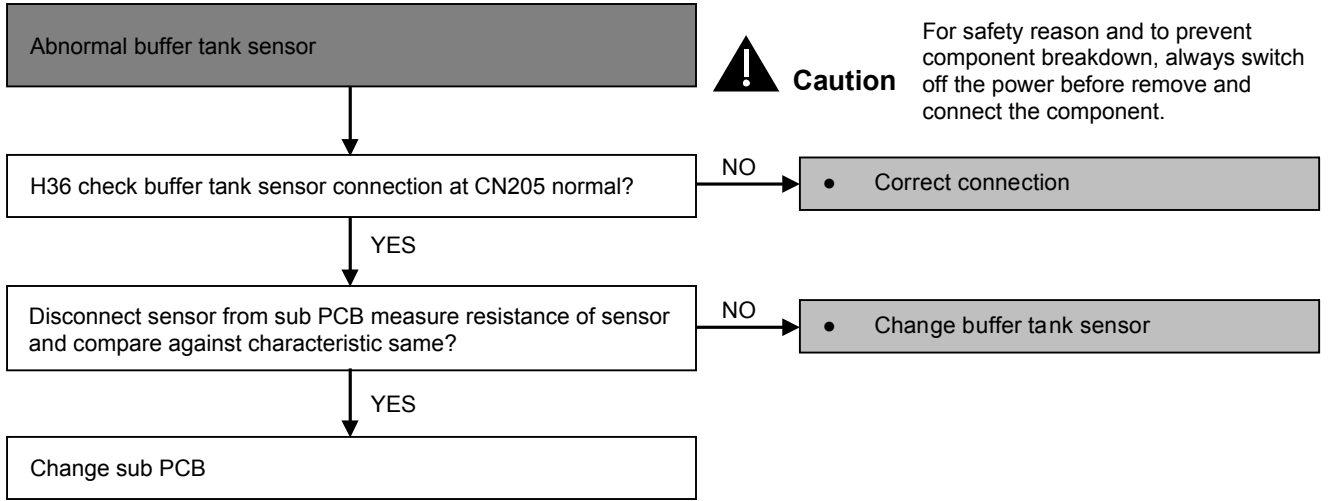 Abnormal buffer tank sensor
Caution
For safety reason and to prevent
component breakdown, always switch
off the power before remove and
connect the component.
H36 check buffer tank sensor connection at CN205 normal?
NO
● Correct connection
YES
Disconnect sensor from sub PCB measure resistance of sensor
and compare against characteristic same?
NO
● Change buffer tank sensor
YES
Change sub PCB